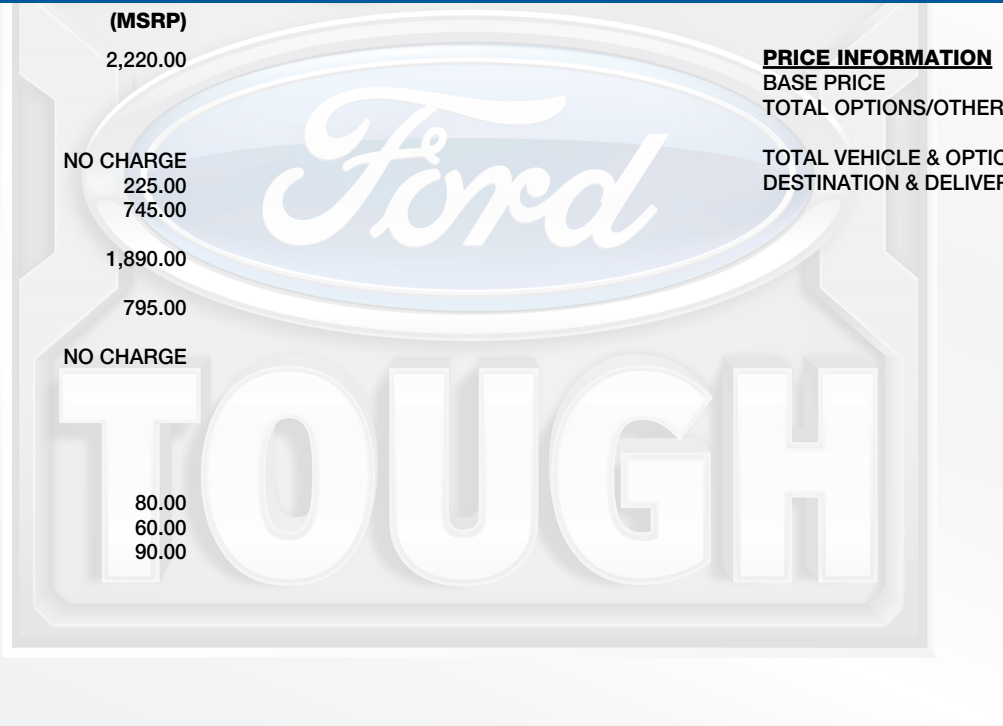 (MSRP)
2,220.00
NO CHARGE
225.00
745.00
1,890.00
795.00
NO CHARGE
80.00
60.00
90.00
PRICE INFORMATION
BASE PRICE
TOTAL OPTIONS/OTHER
TOTAL VEHICLE & OPTIO
DESTINATION & DELIVER
Ford
TOUGH